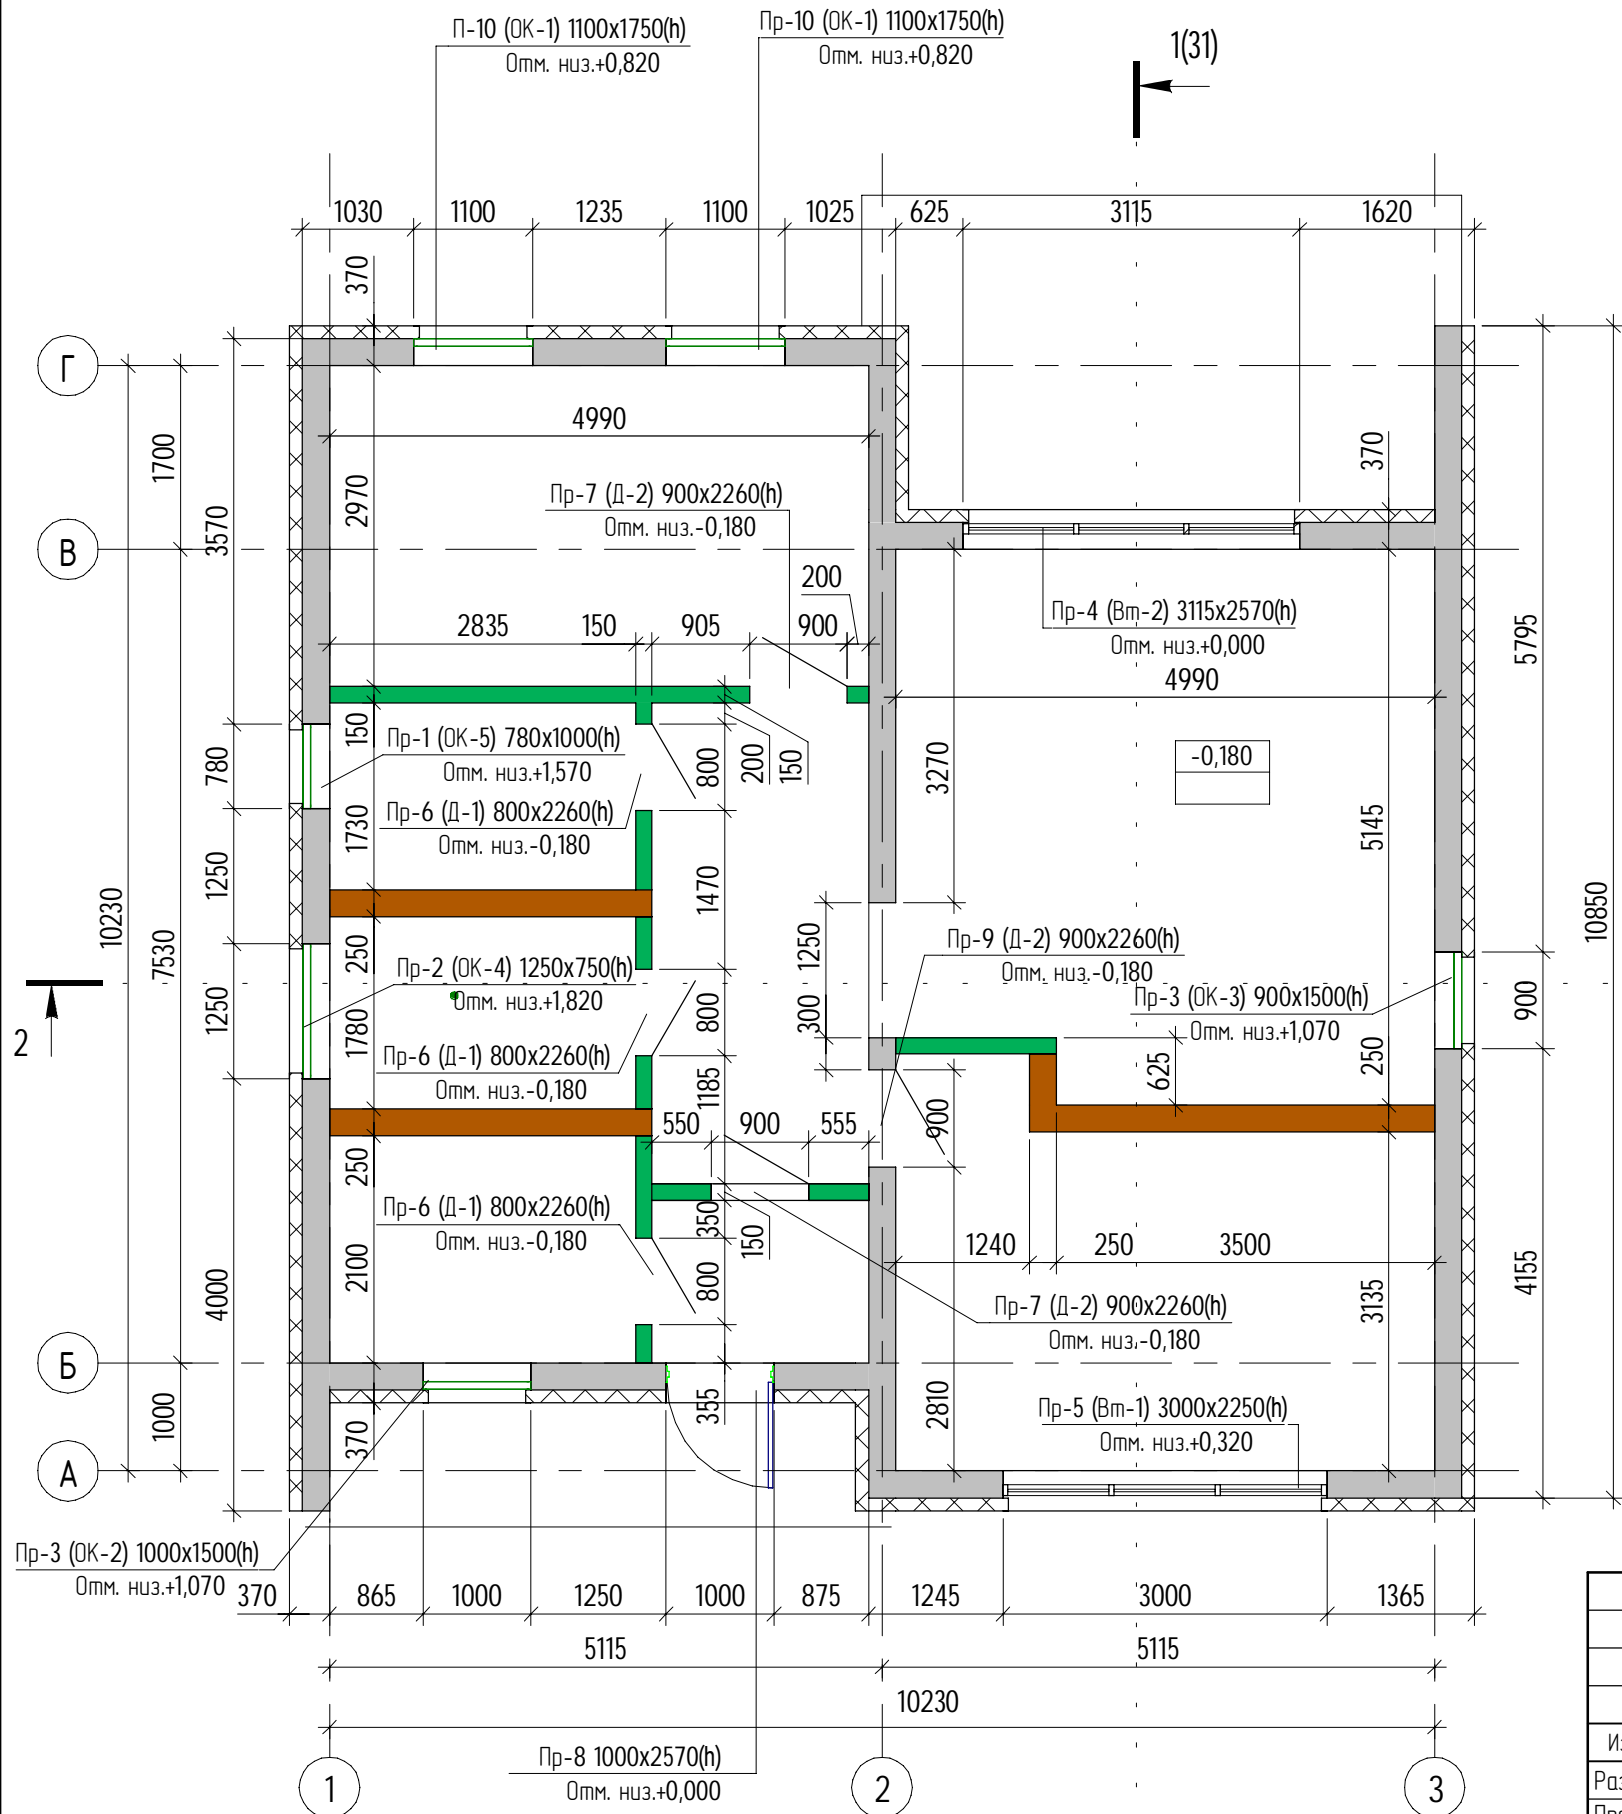 П-10 (ОК-1) 1100х1750(h)
Отм. низ.+0,820
Пр-10 (ОК-1) 1100х1750(h)
Отм. низ.+0,820
1(31)
1030
1100
1235
1100
1025
625
3115
1620
370
Г
4990
370
1700
2970
3570
Пр-7 (Д-2) 900х2260(h)
Отм. низ.-0,180
В
200
Пр-4 (Вт-2) 3115х2570(h)
Отм. низ.+0,000
2835
150
905
900
5795
4990
150
Пр-1 (ОК-5) 780х1000(h)
Отм. низ.+1,570
780
800
200
150
3270
-0,180
Пр-6 (Д-1) 800х2260(h)
Отм. низ.-0,180
1730
5145
1250
1470
10230
7530
10850
250
1250
Пр-9 (Д-2) 900х2260(h)
Отм. низ.-0,180
Пр-2 (ОК-4) 1250х750(h)
Отм. низ.+1,820
1250
1780
800
300
Пр-3 (ОК-3) 900х1500(h)
Отм. низ.+1,070
900
2
Пр-6 (Д-1) 800х2260(h)
Отм. низ.-0,180
1185
625
250
550
900
555
900
250
Пр-6 (Д-1) 800х2260(h)
Отм. низ.-0,180
350
150
1240
250
3500
2100
4000
800
4155
3135
Пр-7 (Д-2) 900х2260(h)
Отм. низ.-0,180
Б
1000
370
355
2810
Пр-5 (Вт-1) 3000х2250(h)
Отм. низ.+0,320
А
Пр-3 (ОК-2) 1000х1500(h)
Отм. низ.+1,070
370
865
1000
1250
1000
875
1245
3000
1365
5115
5115
10230
Пр-8 1000х2570(h)
Отм. низ.+0,000
1
2
3